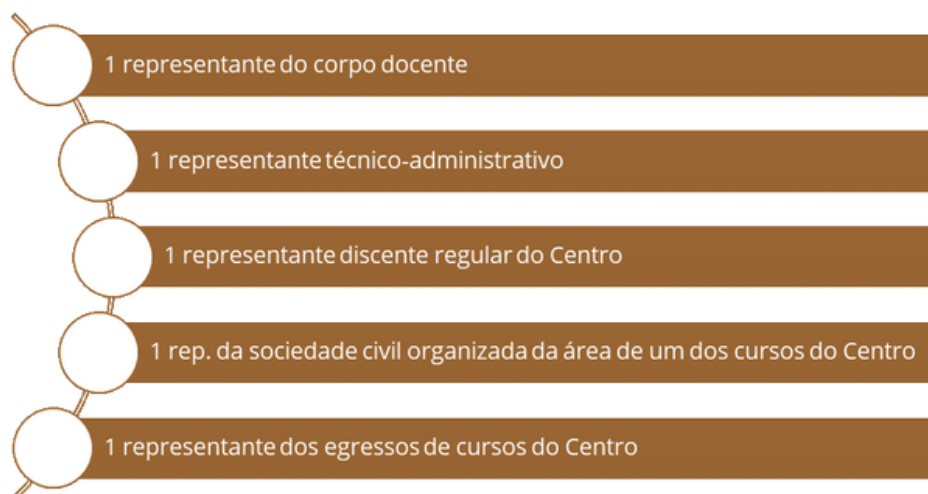 1 representante do corpo docente
1 representante técnico-administrativo
1 representante discente regular do Centro
1 rep. da sociedade civil organizada da área de um dos cursos do Centro
1 representante dos egressos de cursos do Centro